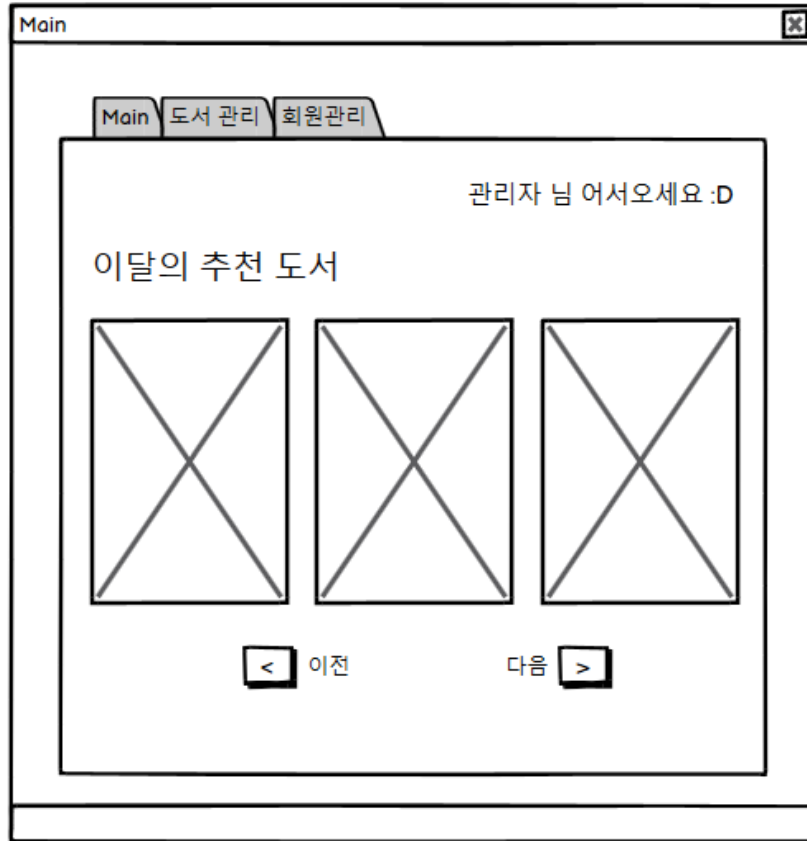 Main
Main 도서 관리 회원관리
관리자 님 어서오세요 :D
이달의 추천 도서
< 이전 다음 >